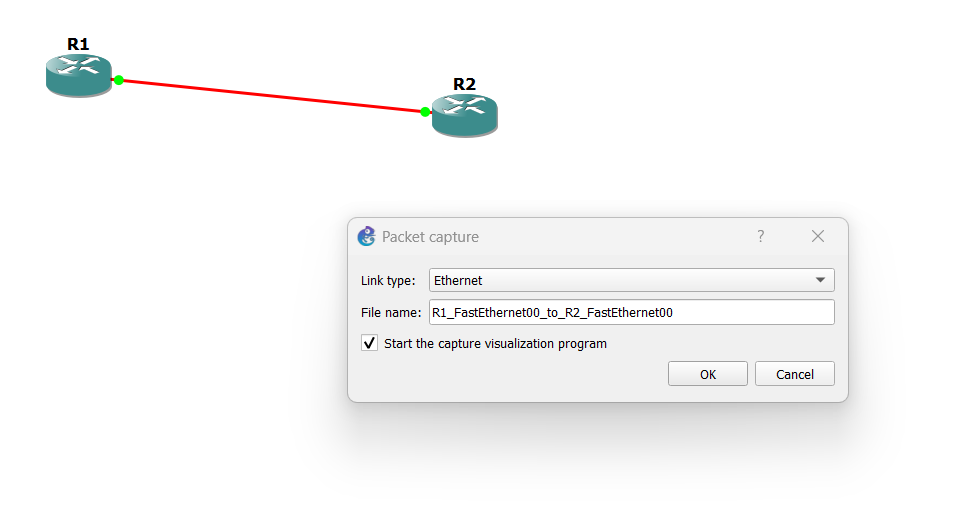 R1
R2
Packet capture
?
Link type:
Ethernet
File name:
R1_FastEthernet00_to_R2_FastEthernet00
Start the capture visualization program
OK
Cancel